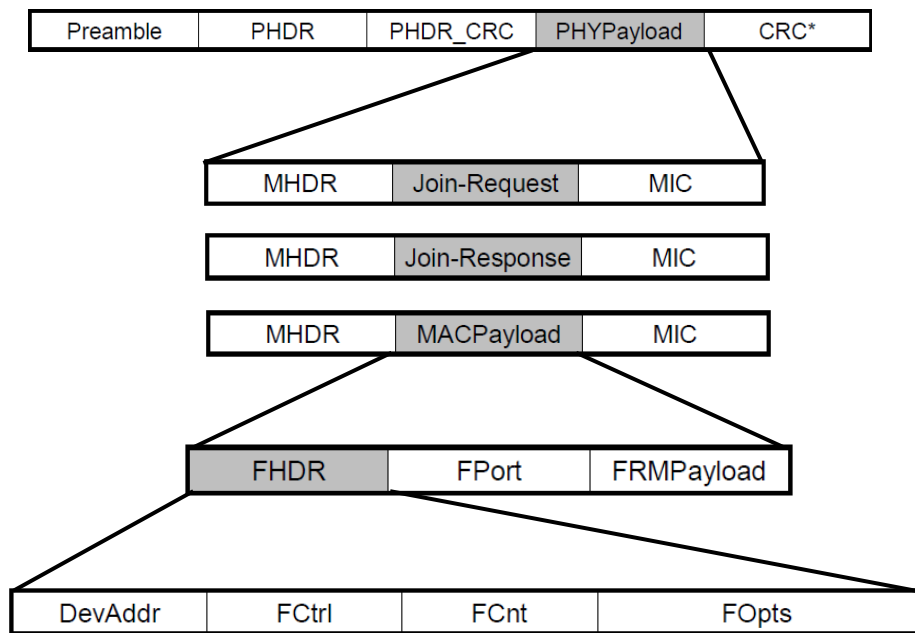 Preamble PHDR PHDR_CRC PHYPayload CRC*
MHDR Join-Request MIC
MHDR Join-Response MIC
MHDR MACPayload MIC
FHDR FPort FRMPayload
DevAddr FCtrl FCnt FOpts